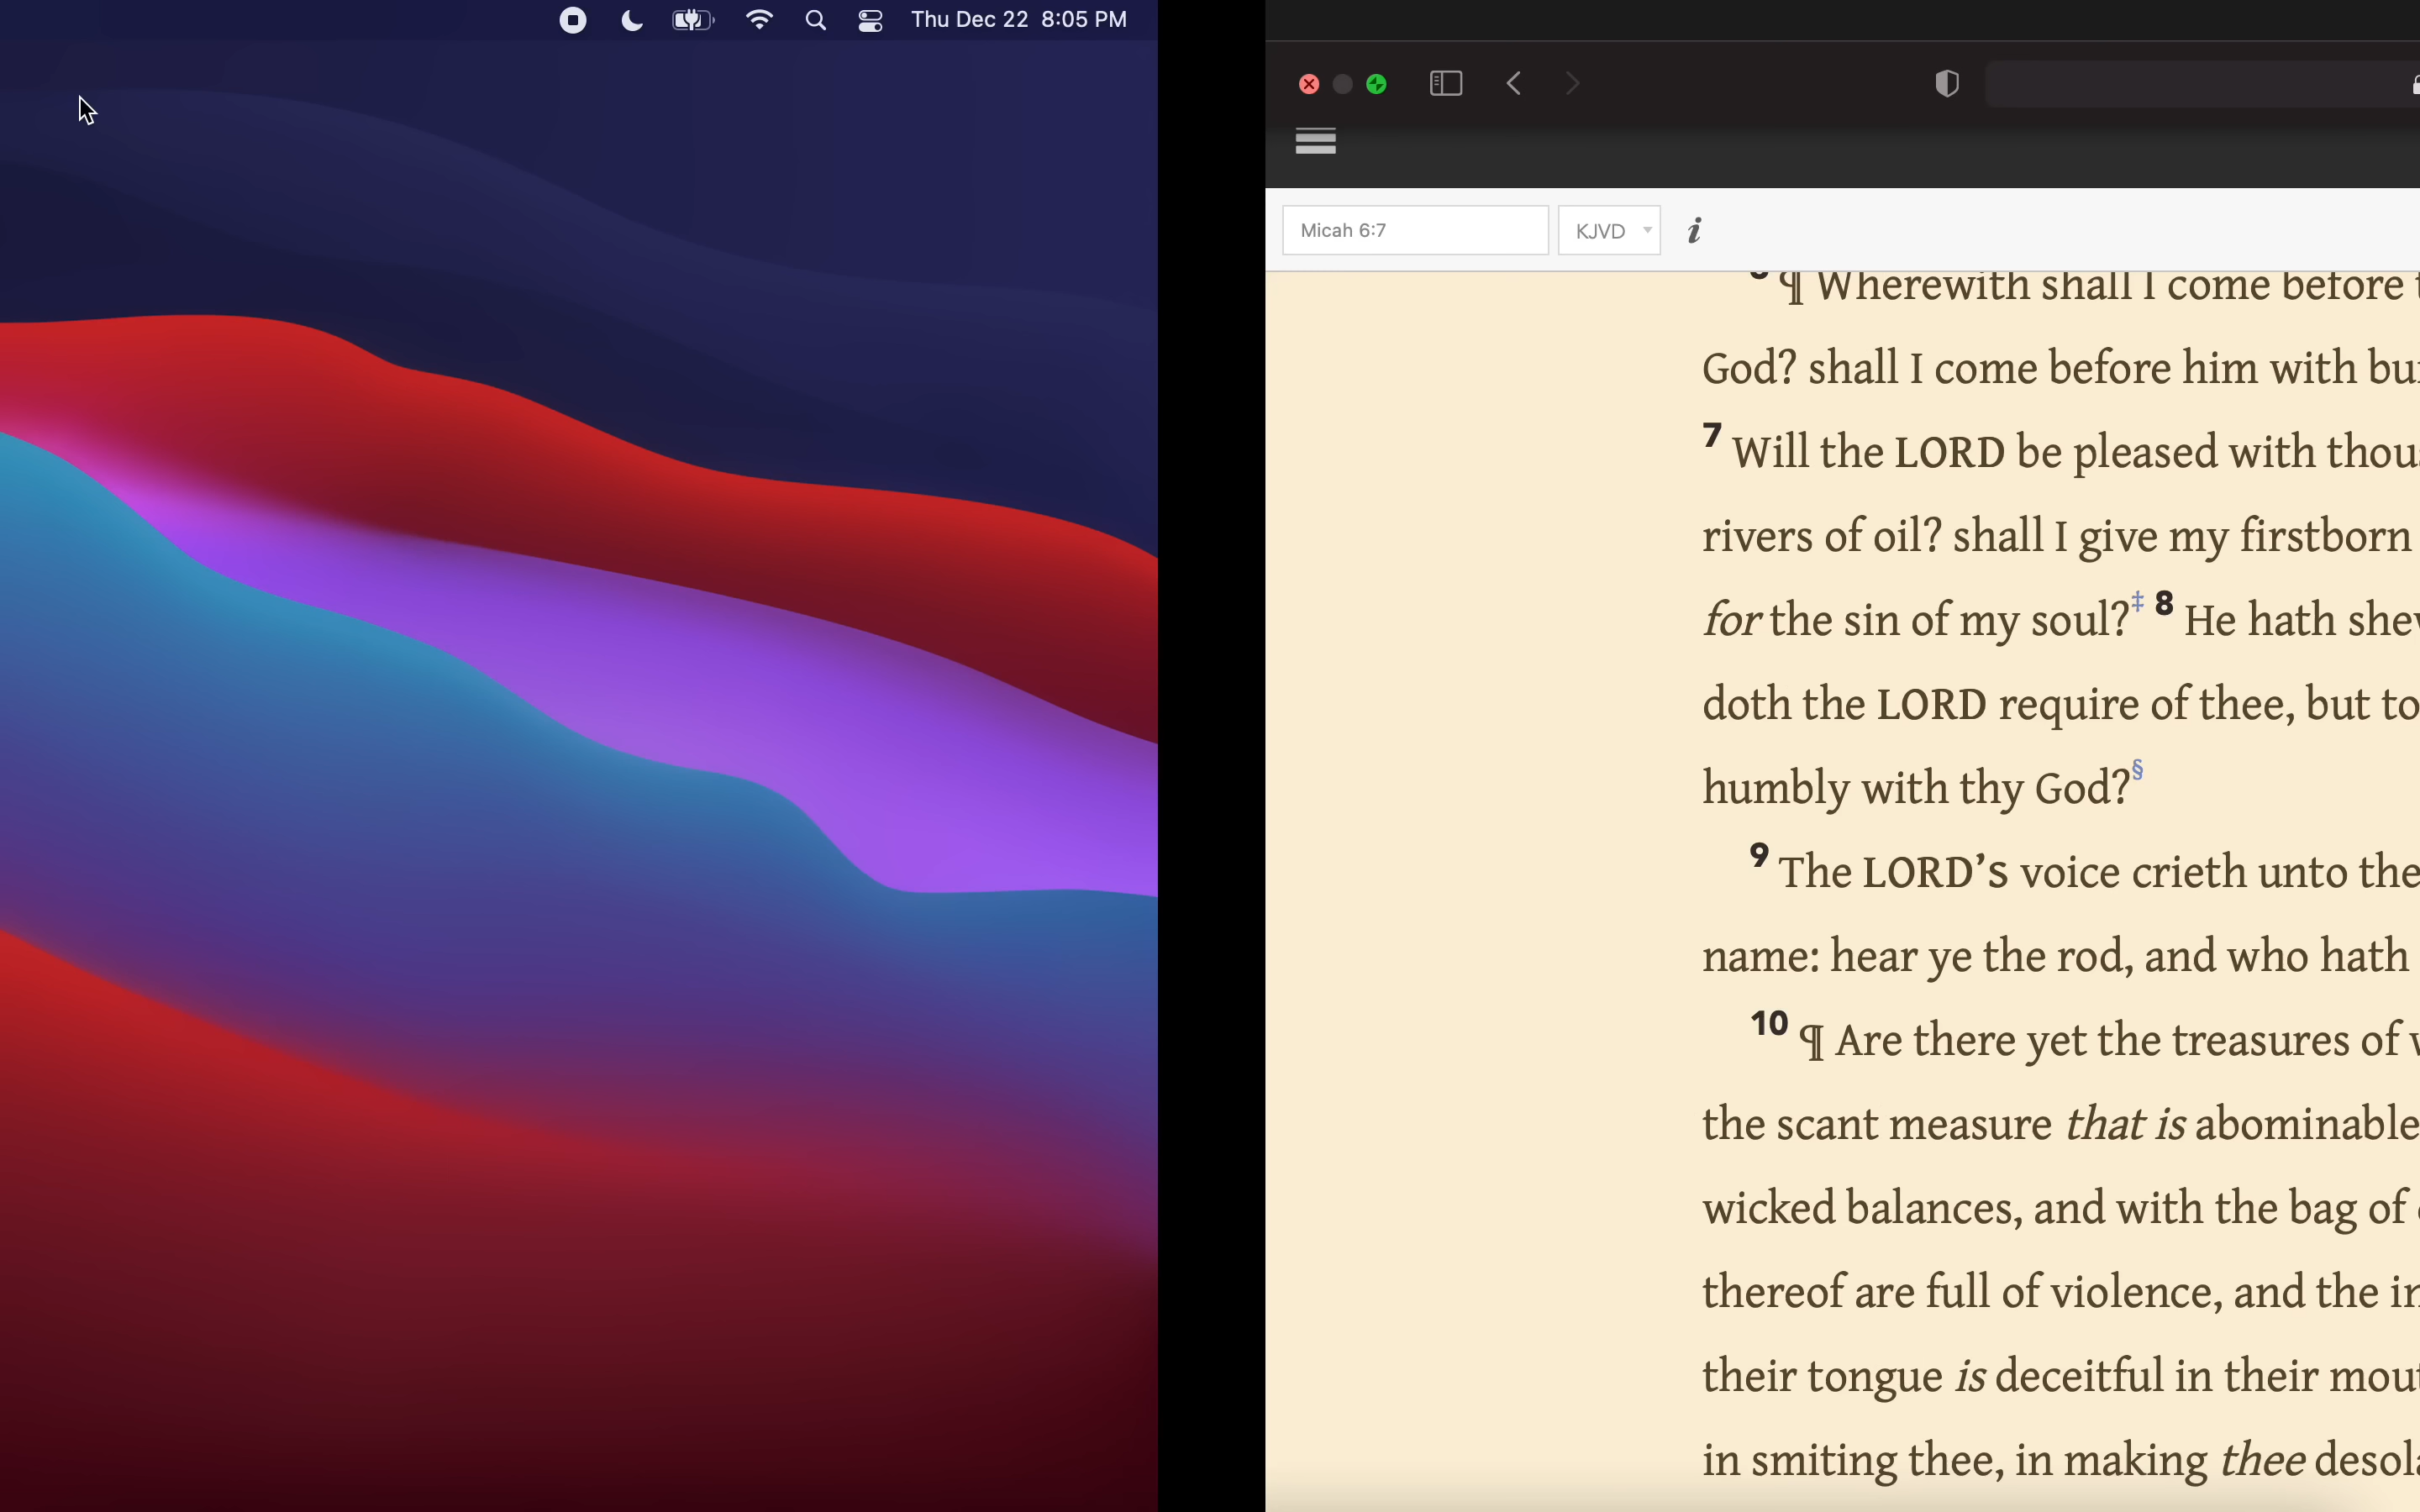 Thu Dec 22 8:05 PM
Micah 6:7
KJVD
i
¶ Wherewith shall I come before
God? shall I come before him with
7 Will the LORD be pleased with
rivers of oil? shall I give my firstborn
for the sin of my soul?‡ 8 He hath
doth the LORD require of thee, but to
humbly with thy God?§
9 The LORD’S voice crieth unto the
name: hear ye the rod, and who hath
10 ¶ Are there yet the treasures of
the scant measure that is abominable
wicked balances, and with the bag of
thereof are full of violence, and the
their tongue is deceitful in their
in smiting thee, in making thee